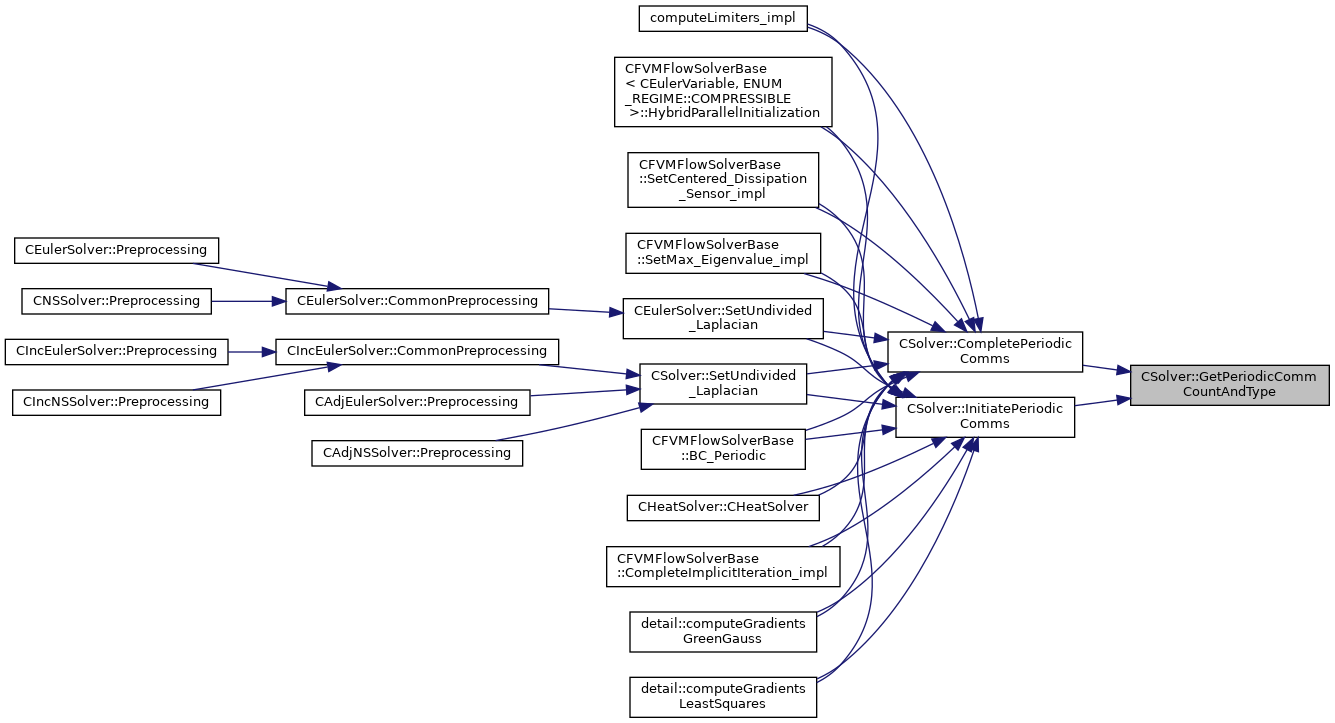 computeLimiters_impl
CFVMFlowSolverBase
< CEulerVariable, ENUM
_REGIME::COMPRESSIBLE
>::HybridParallelInitialization
CFVMFlowSolverBase
::SetCentered_Dissipation
_Sensor_impl
CFVMFlowSolverBase
::SetMax_Eigenvalue_impl
CEulerSolver::Preprocessing
CNSSolver::Preprocessing
CEulerSolver::CommonPreprocessing
CEulerSolver::SetUndivided
_Laplacian
CIncEulerSolver::Preprocessing
CIncEulerSolver::CommonPreprocessing
CSolver::CompletePeriodic
Comms
CSolver::GetPeriodicComm
CountAndType
CSolver::SetUndivided
_Laplacian
CIncNSSolver::Preprocessing
CAdjEulerSolver::Preprocessing
CSolver::InitiatePeriodic
Comms
CAdjNSSolver::Preprocessing
CFVMFlowSolverBase
::BC_Periodic
CHeatSolver::CHeatSolver
CFVMFlowSolverBase
::CompleteImplicitIteration_impl
detail::computeGradients
GreenGauss
detail::computeGradients
LeastSquares